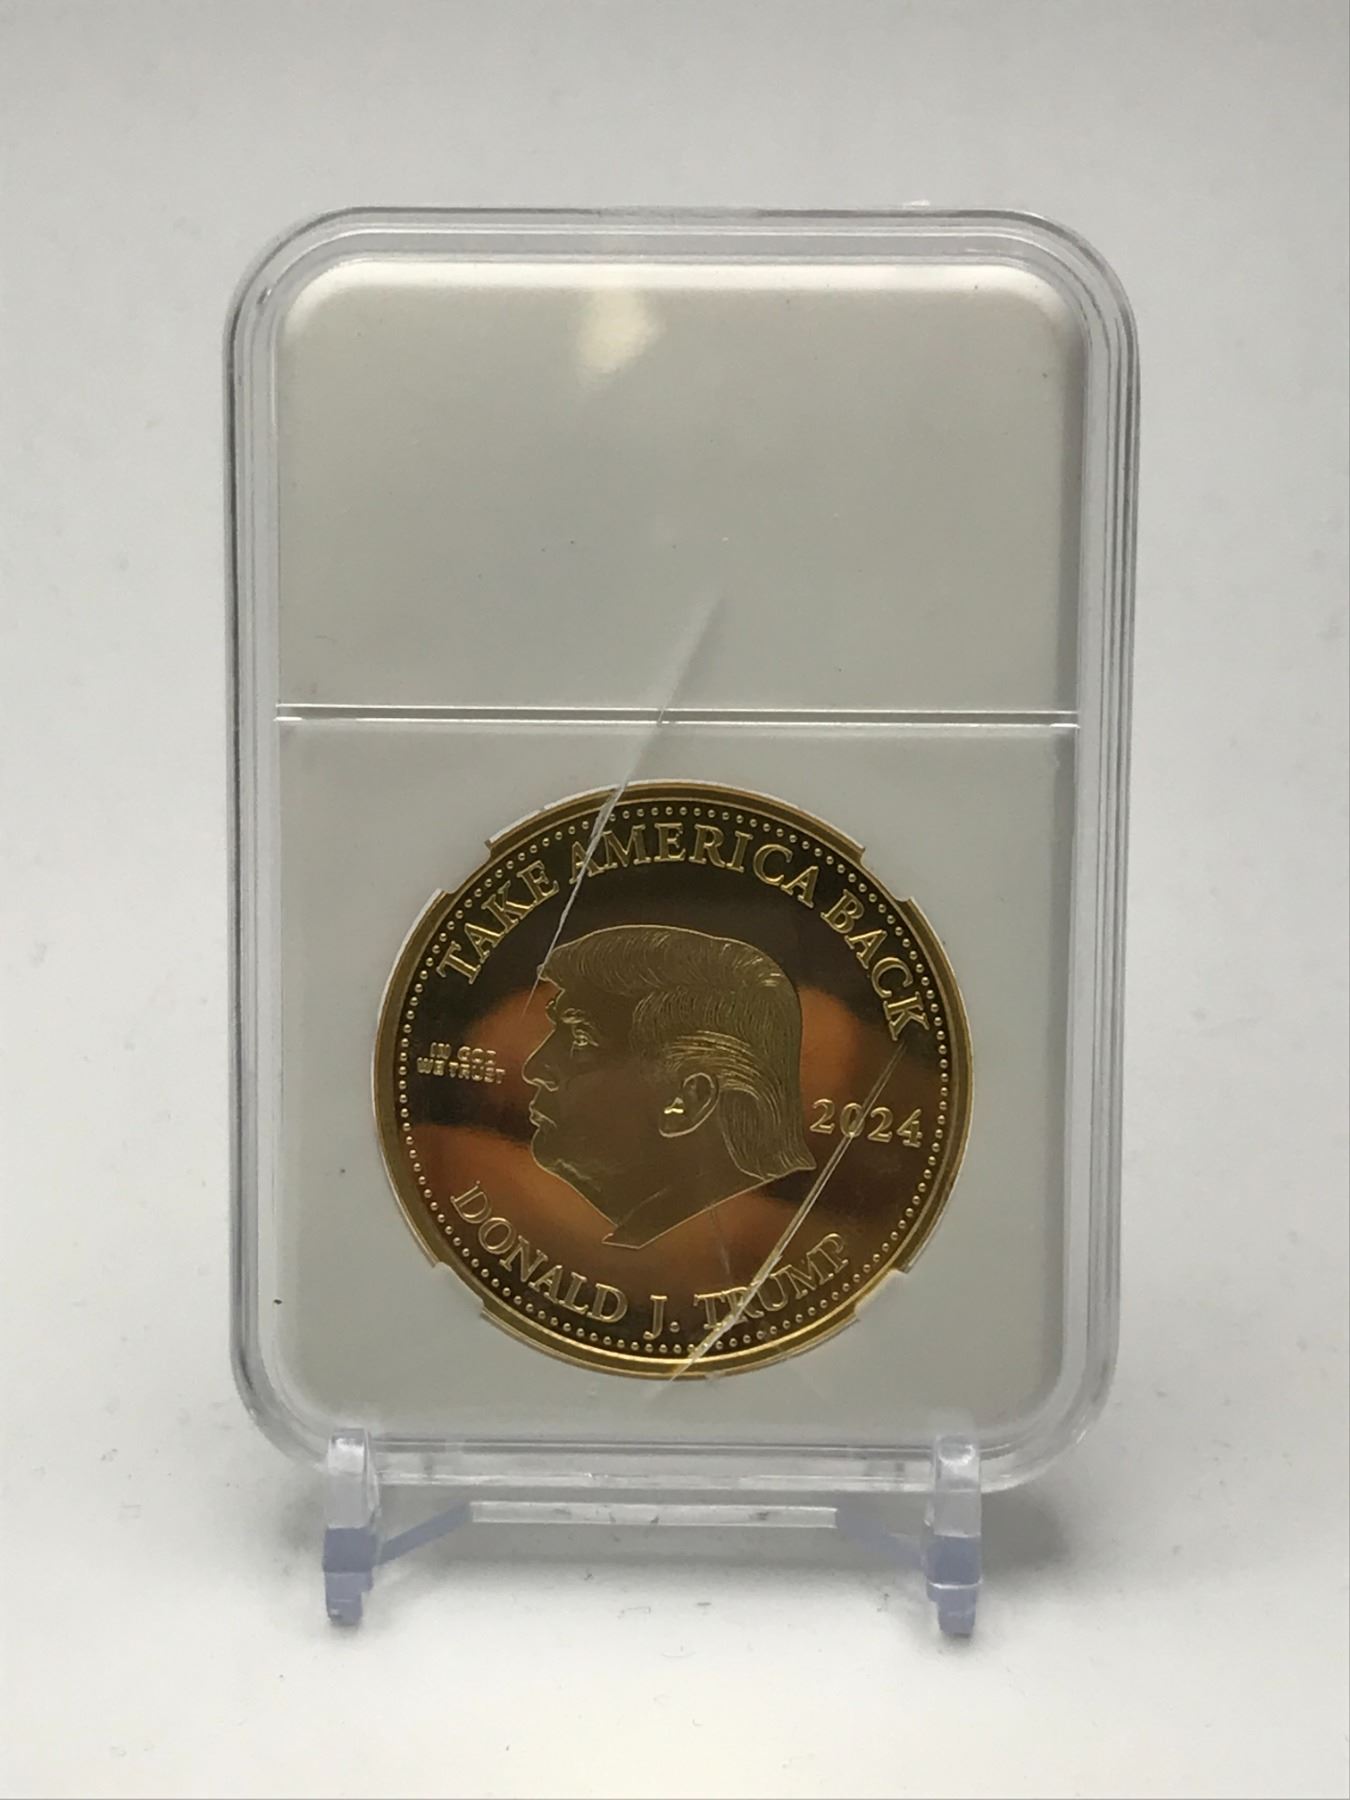 TAKE AMERICA BACK
IN GOD
WE TRUST
2024
DONALD J. TRUMP